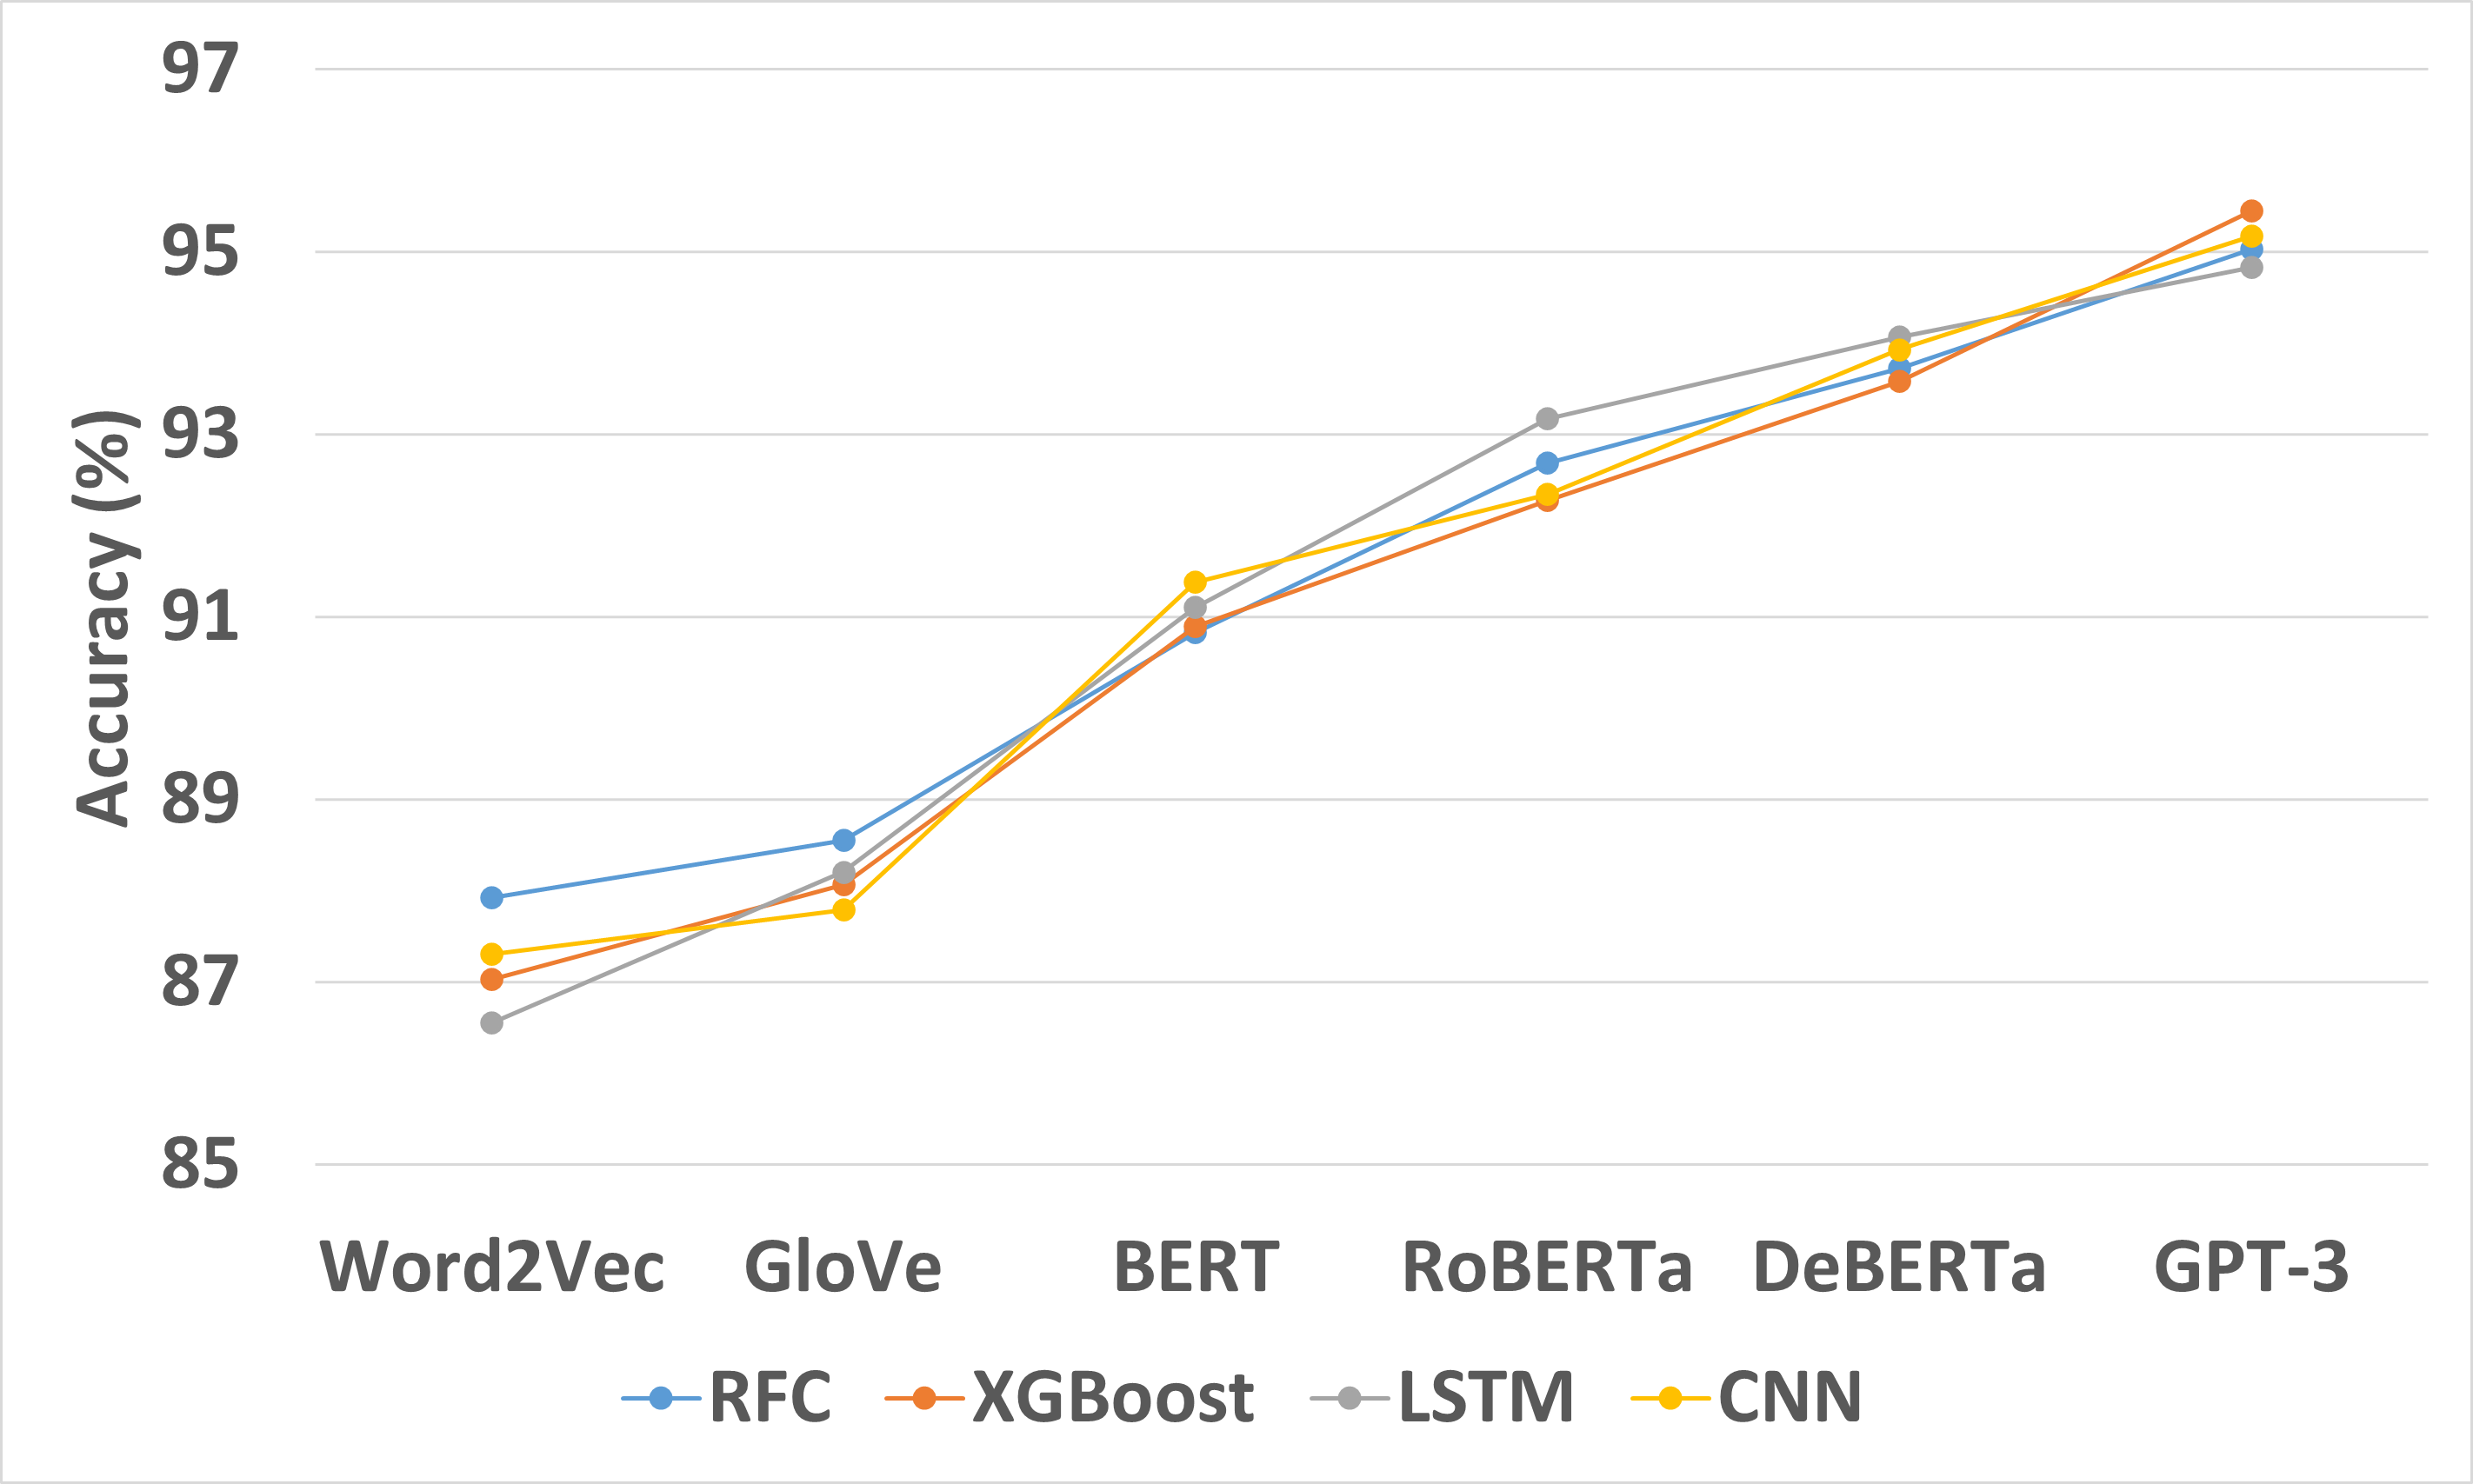 97
95
93
91
89
87
85
Accuracy (%)
Word2Vec GloVe BERT RoBERTa DeBERTa GPT-3
RFC XGBoost LSTM CNN